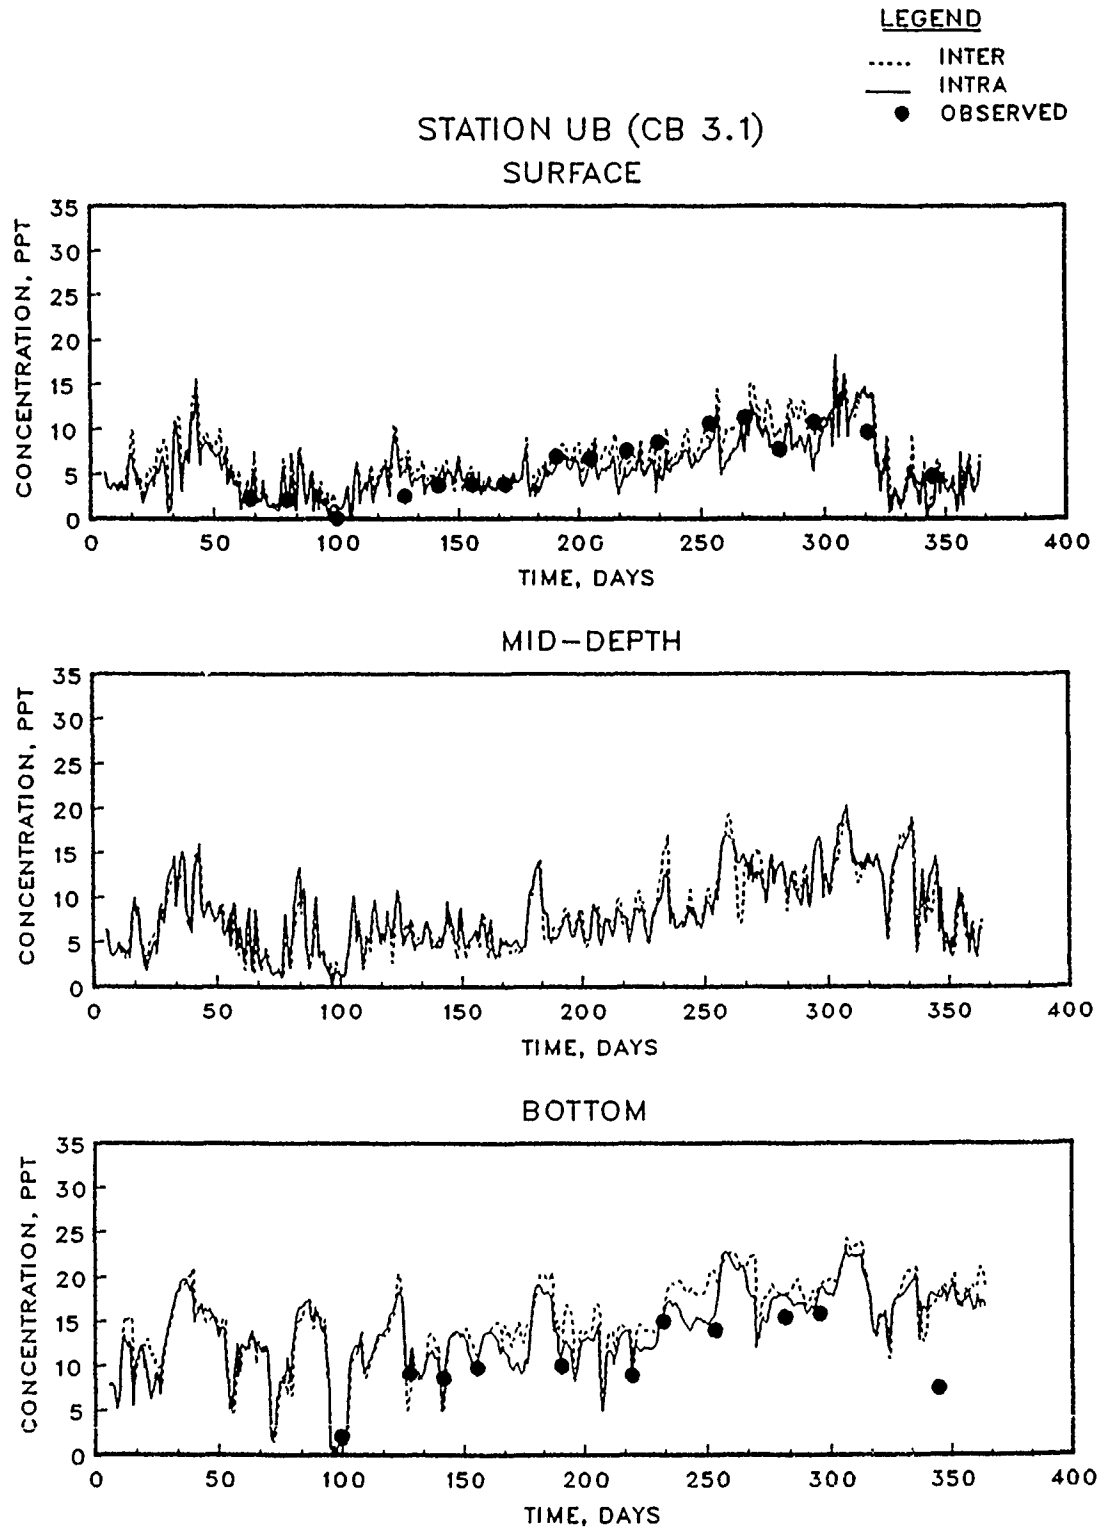 LEGEND
INTER
INTRA
OBSERVED
STATION UB (CB 3.1)
SURFACE
CONCENTRATION, PPT
35
30
25
20
15
10
5
0
0 50 100 150 200 250 300 350 400
TIME, DAYS
MID-DEPTH
CONCENTRATION, PPT
35
30
25
20
15
10
5
0
0 50 100 150 200 250 300 350 400
TIME, DAYS
BOTTOM
CONCENTRATION, PPT
35
30
25
20
15
10
5
0
0 50 100 150 200 250 300 350 400
TIME, DAYS